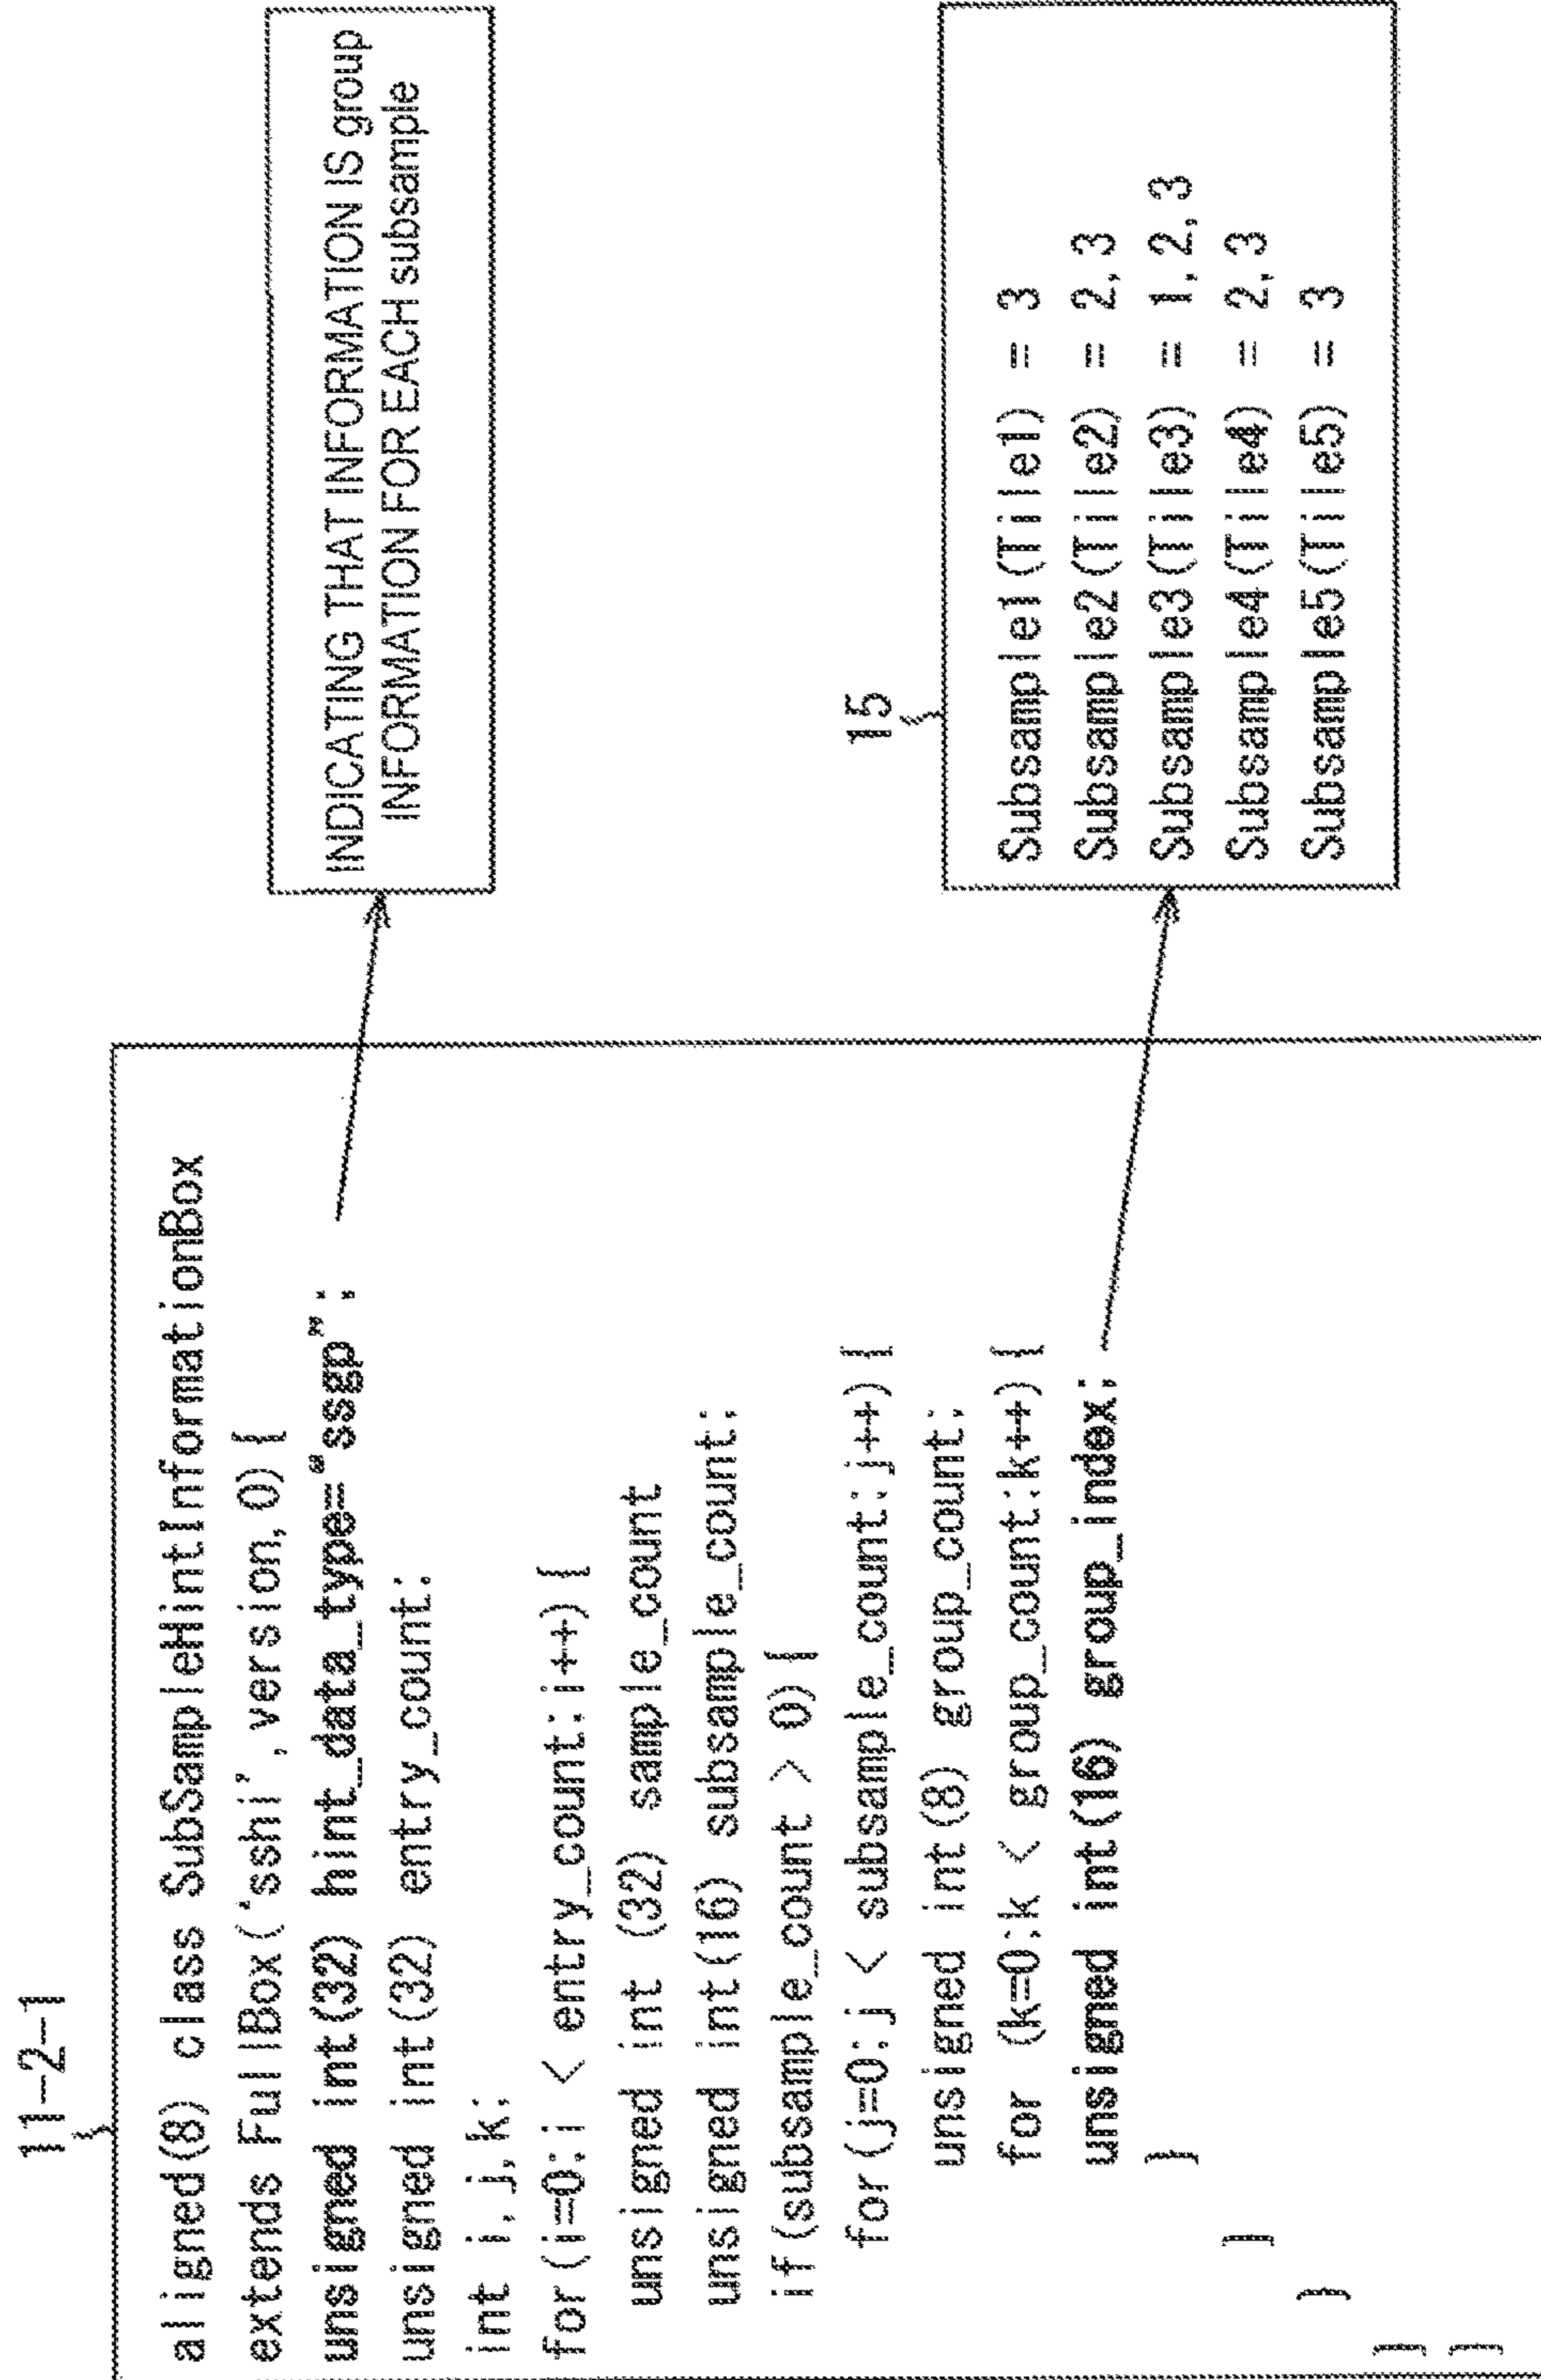 11-2-1
aligned(8) class SubSampleHintInformationBox
extends FullBox('sshi',version,0){
unsigned int(32) hint_data_type="ssgp";
unsigned int(32) entry_count;
int i,j,k;
for(i=0;i < entry_count;i++){
unsigned int (32) sample_count
unsigned int(16) subsample_count;
if(subsample_count > 0){
for(j=0;j < subsample_count;j++){
unsigned int(8) group_count;
for (k=0;k < group_count;k++){
unsigned int(16) group_index;
}
}
}
}
}
INDICATING THAT INFORMATION IS group
INFORMATION FOR EACH subsample
15
Subsample1(Tile1) = 3
Subsample2(Tile2) = 2,3
Subsample3(Tile3) = 1,2,3
Subsample4(Tile4) = 2,3
Subsample5(Tile5) = 3